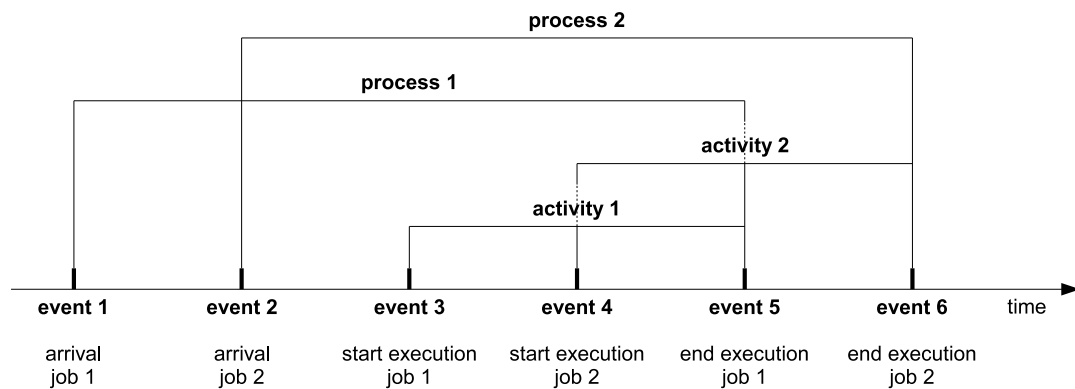 process 2
process 1
activity 2
activity 1
event 1 event 2 event 3 event 4 event 5 event 6 time
arrival arrival start execution start execution end execution end execution
job 1 job 2 job 1 job 2 job 1 job 2